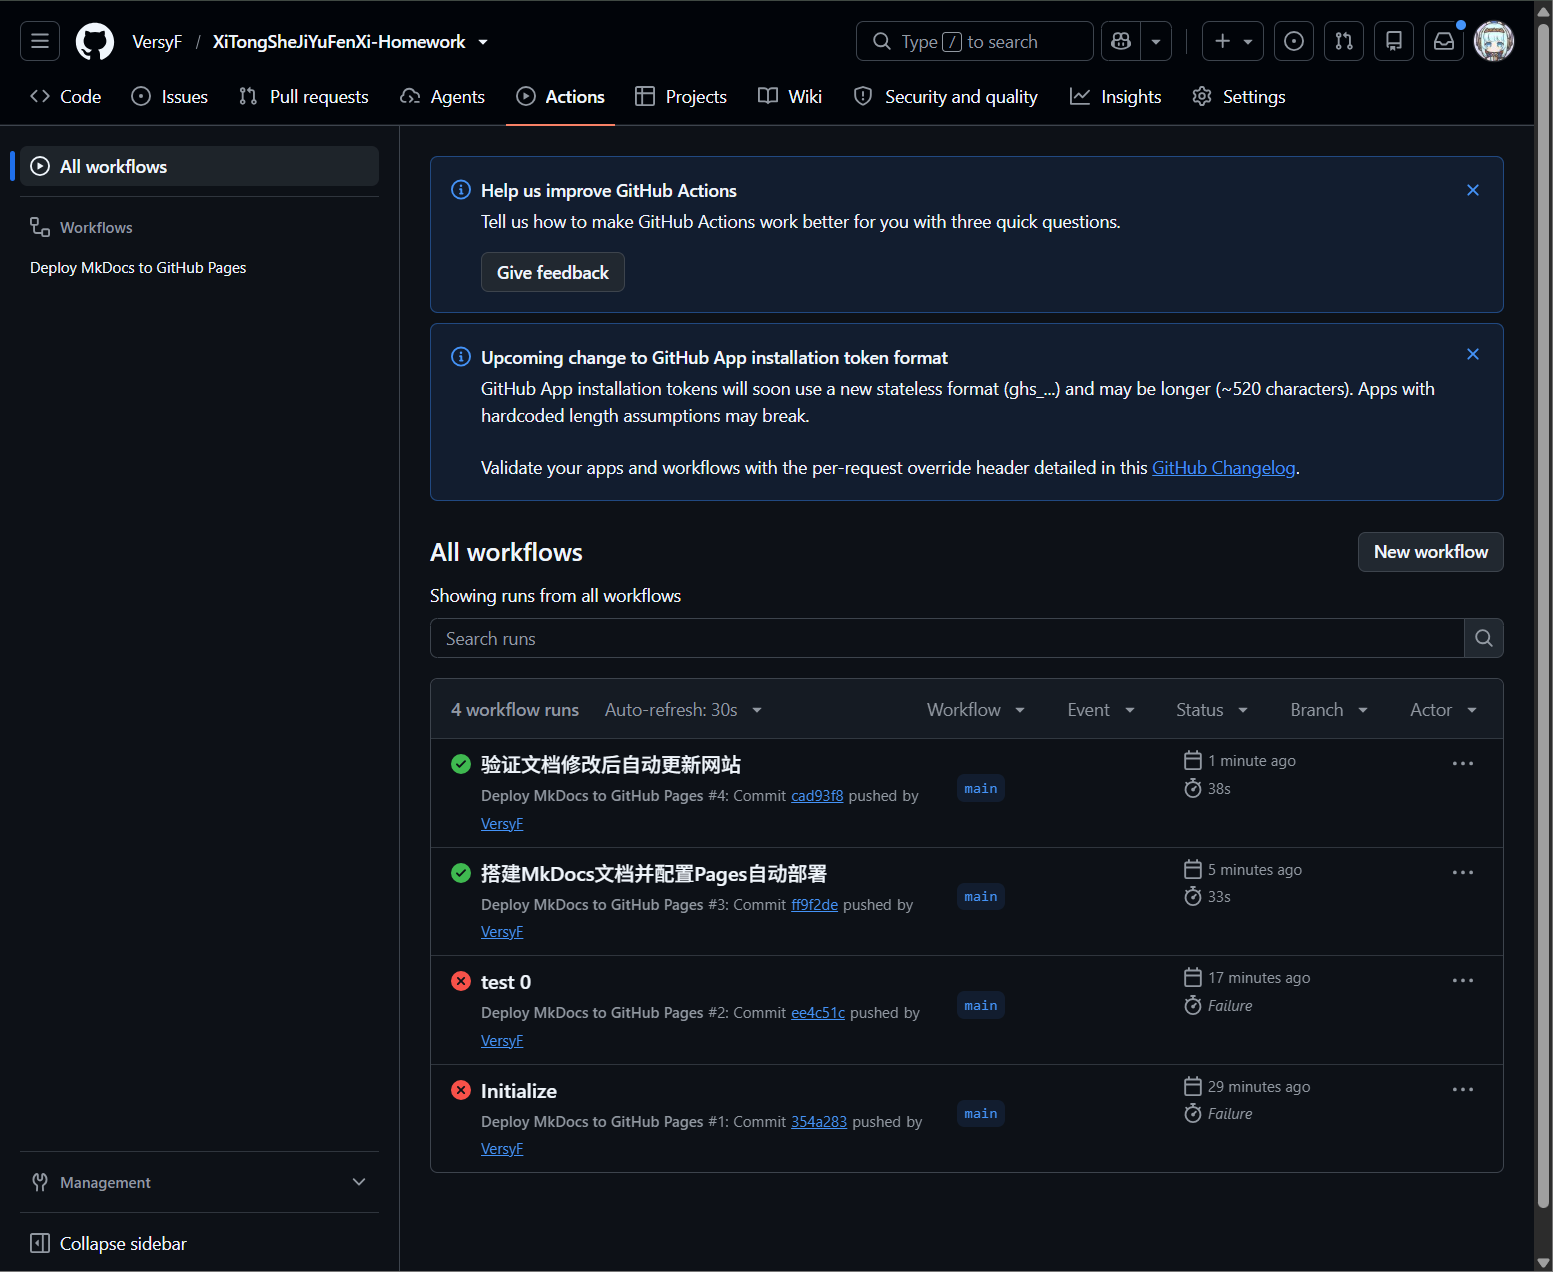 VersyF / XiTongSheJiYuFenXi-Homework
Type / to search
Code Issues Pull requests Agents Actions Projects Wiki Security and quality Insights Settings
All workflows
Workflows
Deploy MkDocs to GitHub Pages
Management
Collapse sidebar
Help us improve GitHub Actions
Tell us how to make GitHub Actions work better for you with three quick questions.
Give feedback
Upcoming change to GitHub App installation token format
GitHub App installation tokens will soon use a new stateless format (ghs_...) and may be longer (~520 characters). Apps with
hardcoded length assumptions may break.
Validate your apps and workflows with the per-request override header detailed in this GitHub Changelog.
All workflows
New workflow
Showing runs from all workflows
Search runs
4 workflow runs Auto-refresh: 30s Workflow Event Status Branch Actor
验证文档修改后自动更新网站
Deploy MkDocs to GitHub Pages #4: Commit cad93f8 pushed by
VersyF
main
1 minute ago
38s
搭建MkDocs文档并配置Pages自动部署
Deploy MkDocs to GitHub Pages #3: Commit ff9f2de pushed by
VersyF
main
5 minutes ago
33s
test 0
Deploy MkDocs to GitHub Pages #2: Commit ee4c51c pushed by
VersyF
main
17 minutes ago
Failure
Initialize
Deploy MkDocs to GitHub Pages #1: Commit 354a283 pushed by
VersyF
main
29 minutes ago
Failure